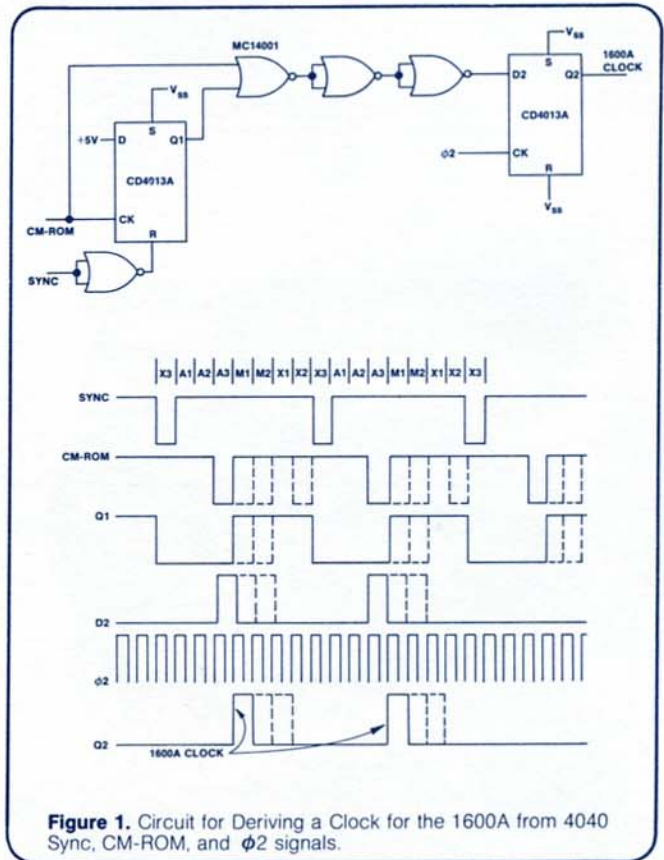 MC14001
V_SS
1600A
CLOCK
S
D2 Q2
CD4013A
ϕ2 CK
R
V_SS
V_SS
S
+5V D Q1
CD4013A
CK
CM-ROM
R
SYNC
X3 A1 A2 A3 M1 M2 X1 X2 X3 A1 A2 A3 M1 M2 X1 X2 X3
SYNC
CM-ROM
Q1
D2
ϕ2
Q2
1600A CLOCK
Figure 1. Circuit for Deriving a Clock for the 1600A from 4040
Sync, CM-ROM, and ϕ2 signals.